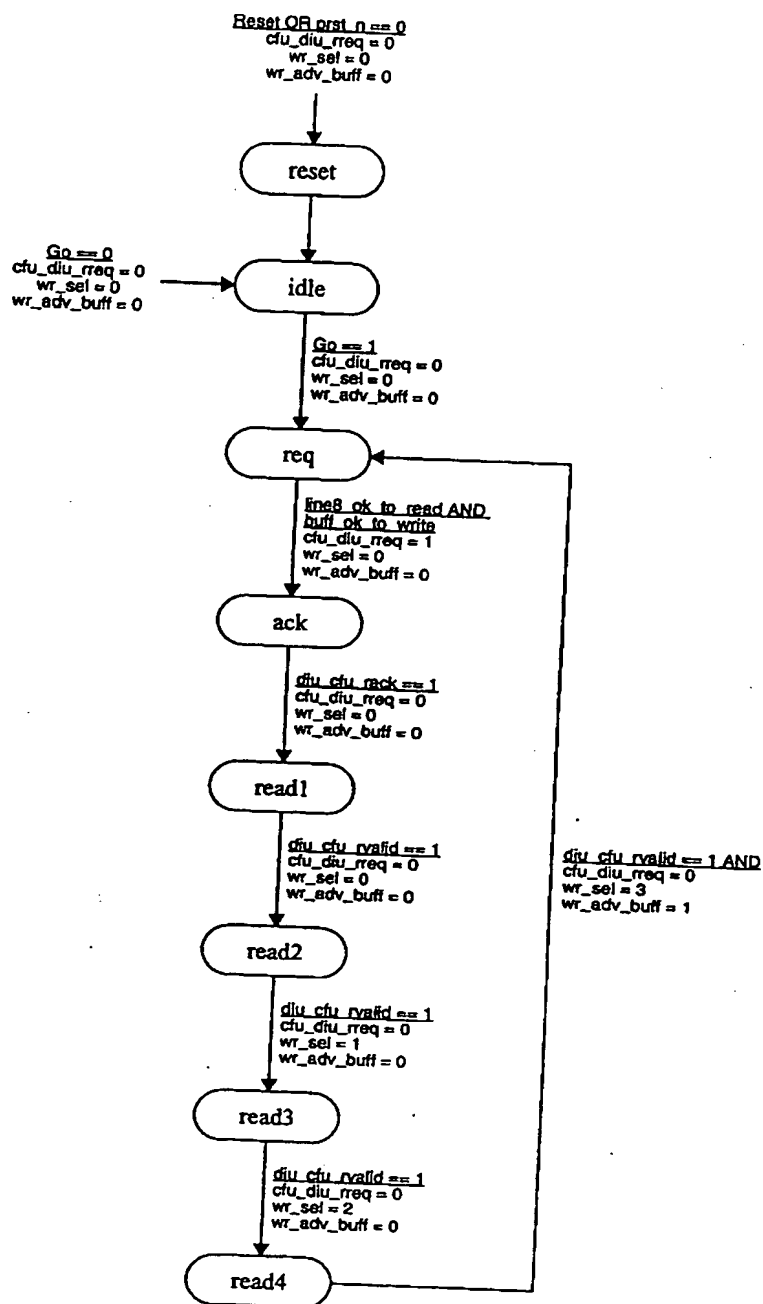 Reset OR prst_n == 0
cfu_diu_rreq = 0
wr_sel = 0
wr_adv_buff = 0
reset
Go == 0
cfu_diu_rreq = 0
wr_sel = 0
wr_adv_buff = 0
idle
Go == 1
cfu_diu_rreq = 0
wr_sel = 0
wr_adv_buff = 0
req
line8_ok_to_read AND
buff_ok_to_write
cfu_diu_rreq = 1
wr_sel = 0
wr_adv_buff = 0
ack
diu_cfu_rack == 1
cfu_diu_rreq = 0
wr_sel = 0
wr_adv_buff = 0
read1
diu_cfu_rvalid == 1
cfu_diu_rreq = 0
wr_sel = 0
wr_adv_buff = 0
diu_cfu_rvalid == 1 AND
cfu_diu_rreq = 0
wr_sel = 3
wr_adv_buff = 1
read2
diu_cfu_rvalid == 1
cfu_diu_rreq = 0
wr_sel = 1
wr_adv_buff = 0
read3
diu_cfu_rvalid == 1
cfu_diu_rreq = 0
wr_sel = 2
wr_adv_buff = 0
read4